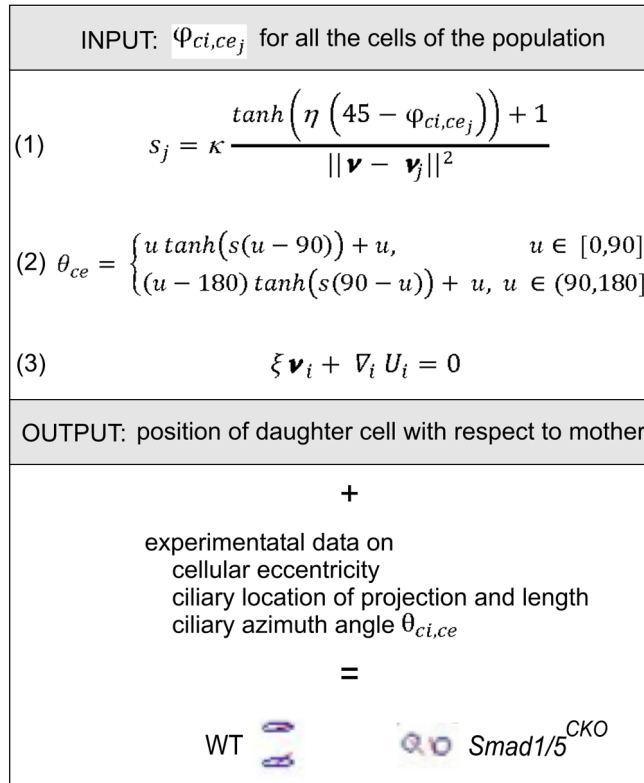 INPUT: φci,cej for all the cells of the population
(1) sj = κ (tanh(η (45 − φci,cej)) + 1) / ||𝝂 − 𝝂j||²
(2) θce = { u tanh(s(u − 90)) + u, u ∈ [0,90]
(u − 180) tanh(s(90 − u)) + u, u ∈ (90,180]
(3) ξ𝝂i + ∇i Ui = 0
OUTPUT: position of daughter cell with respect to mother
+
experimentatal data on
cellular eccentricity
ciliary location of projection and length
ciliary azimuth angle θci,ce
=
WT Smad1/5CKO